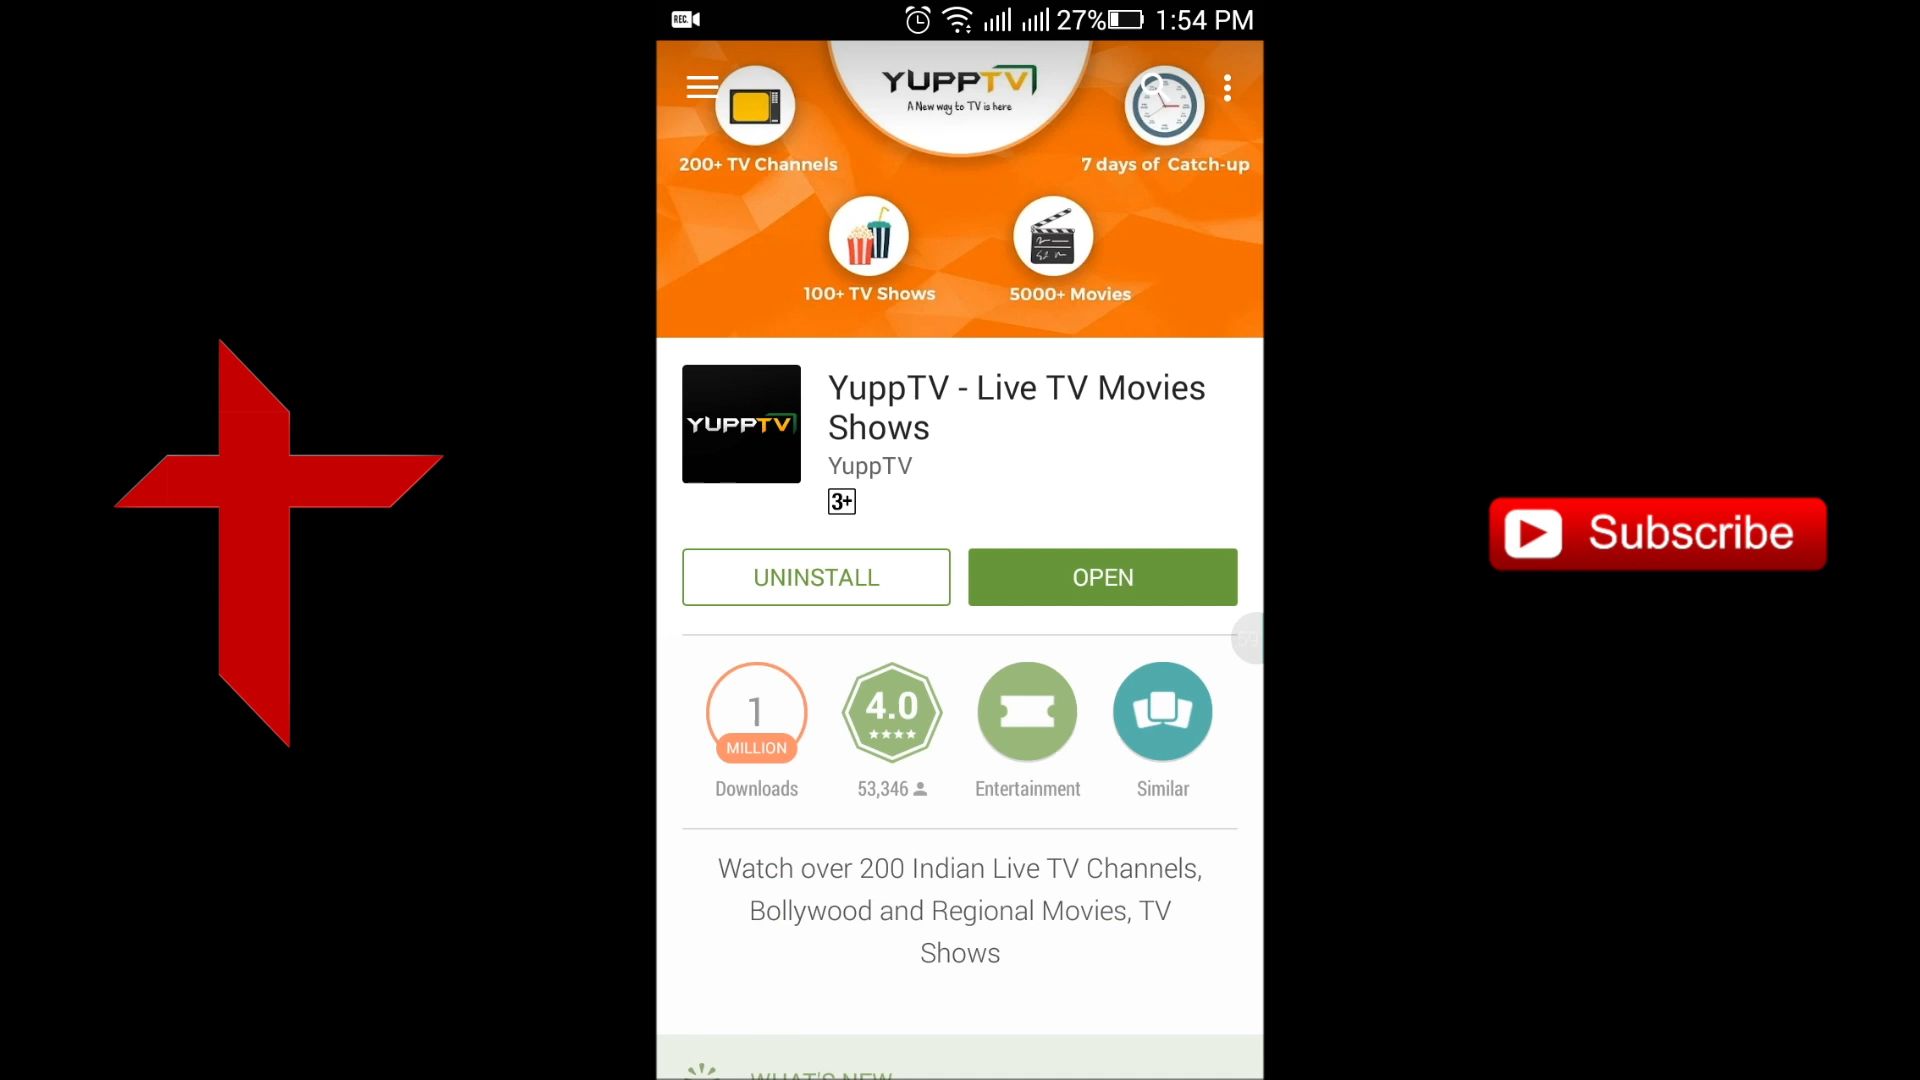 REC
27% 1:54 PM
YUPPTV
A New way to TV is here
200+ TV Channels
7 days of Catch-up
100+ TV Shows
5000+ Movies
YUPPTV
YuppTV - Live TV Movies
Shows
YuppTV
3+
UNINSTALL
OPEN
Subscribe
1
MILLION
4.0
Downloads
53,346
Entertainment
Similar
Watch over 200 Indian Live TV Channels,
Bollywood and Regional Movies, TV
Shows
WHAT'S NEW